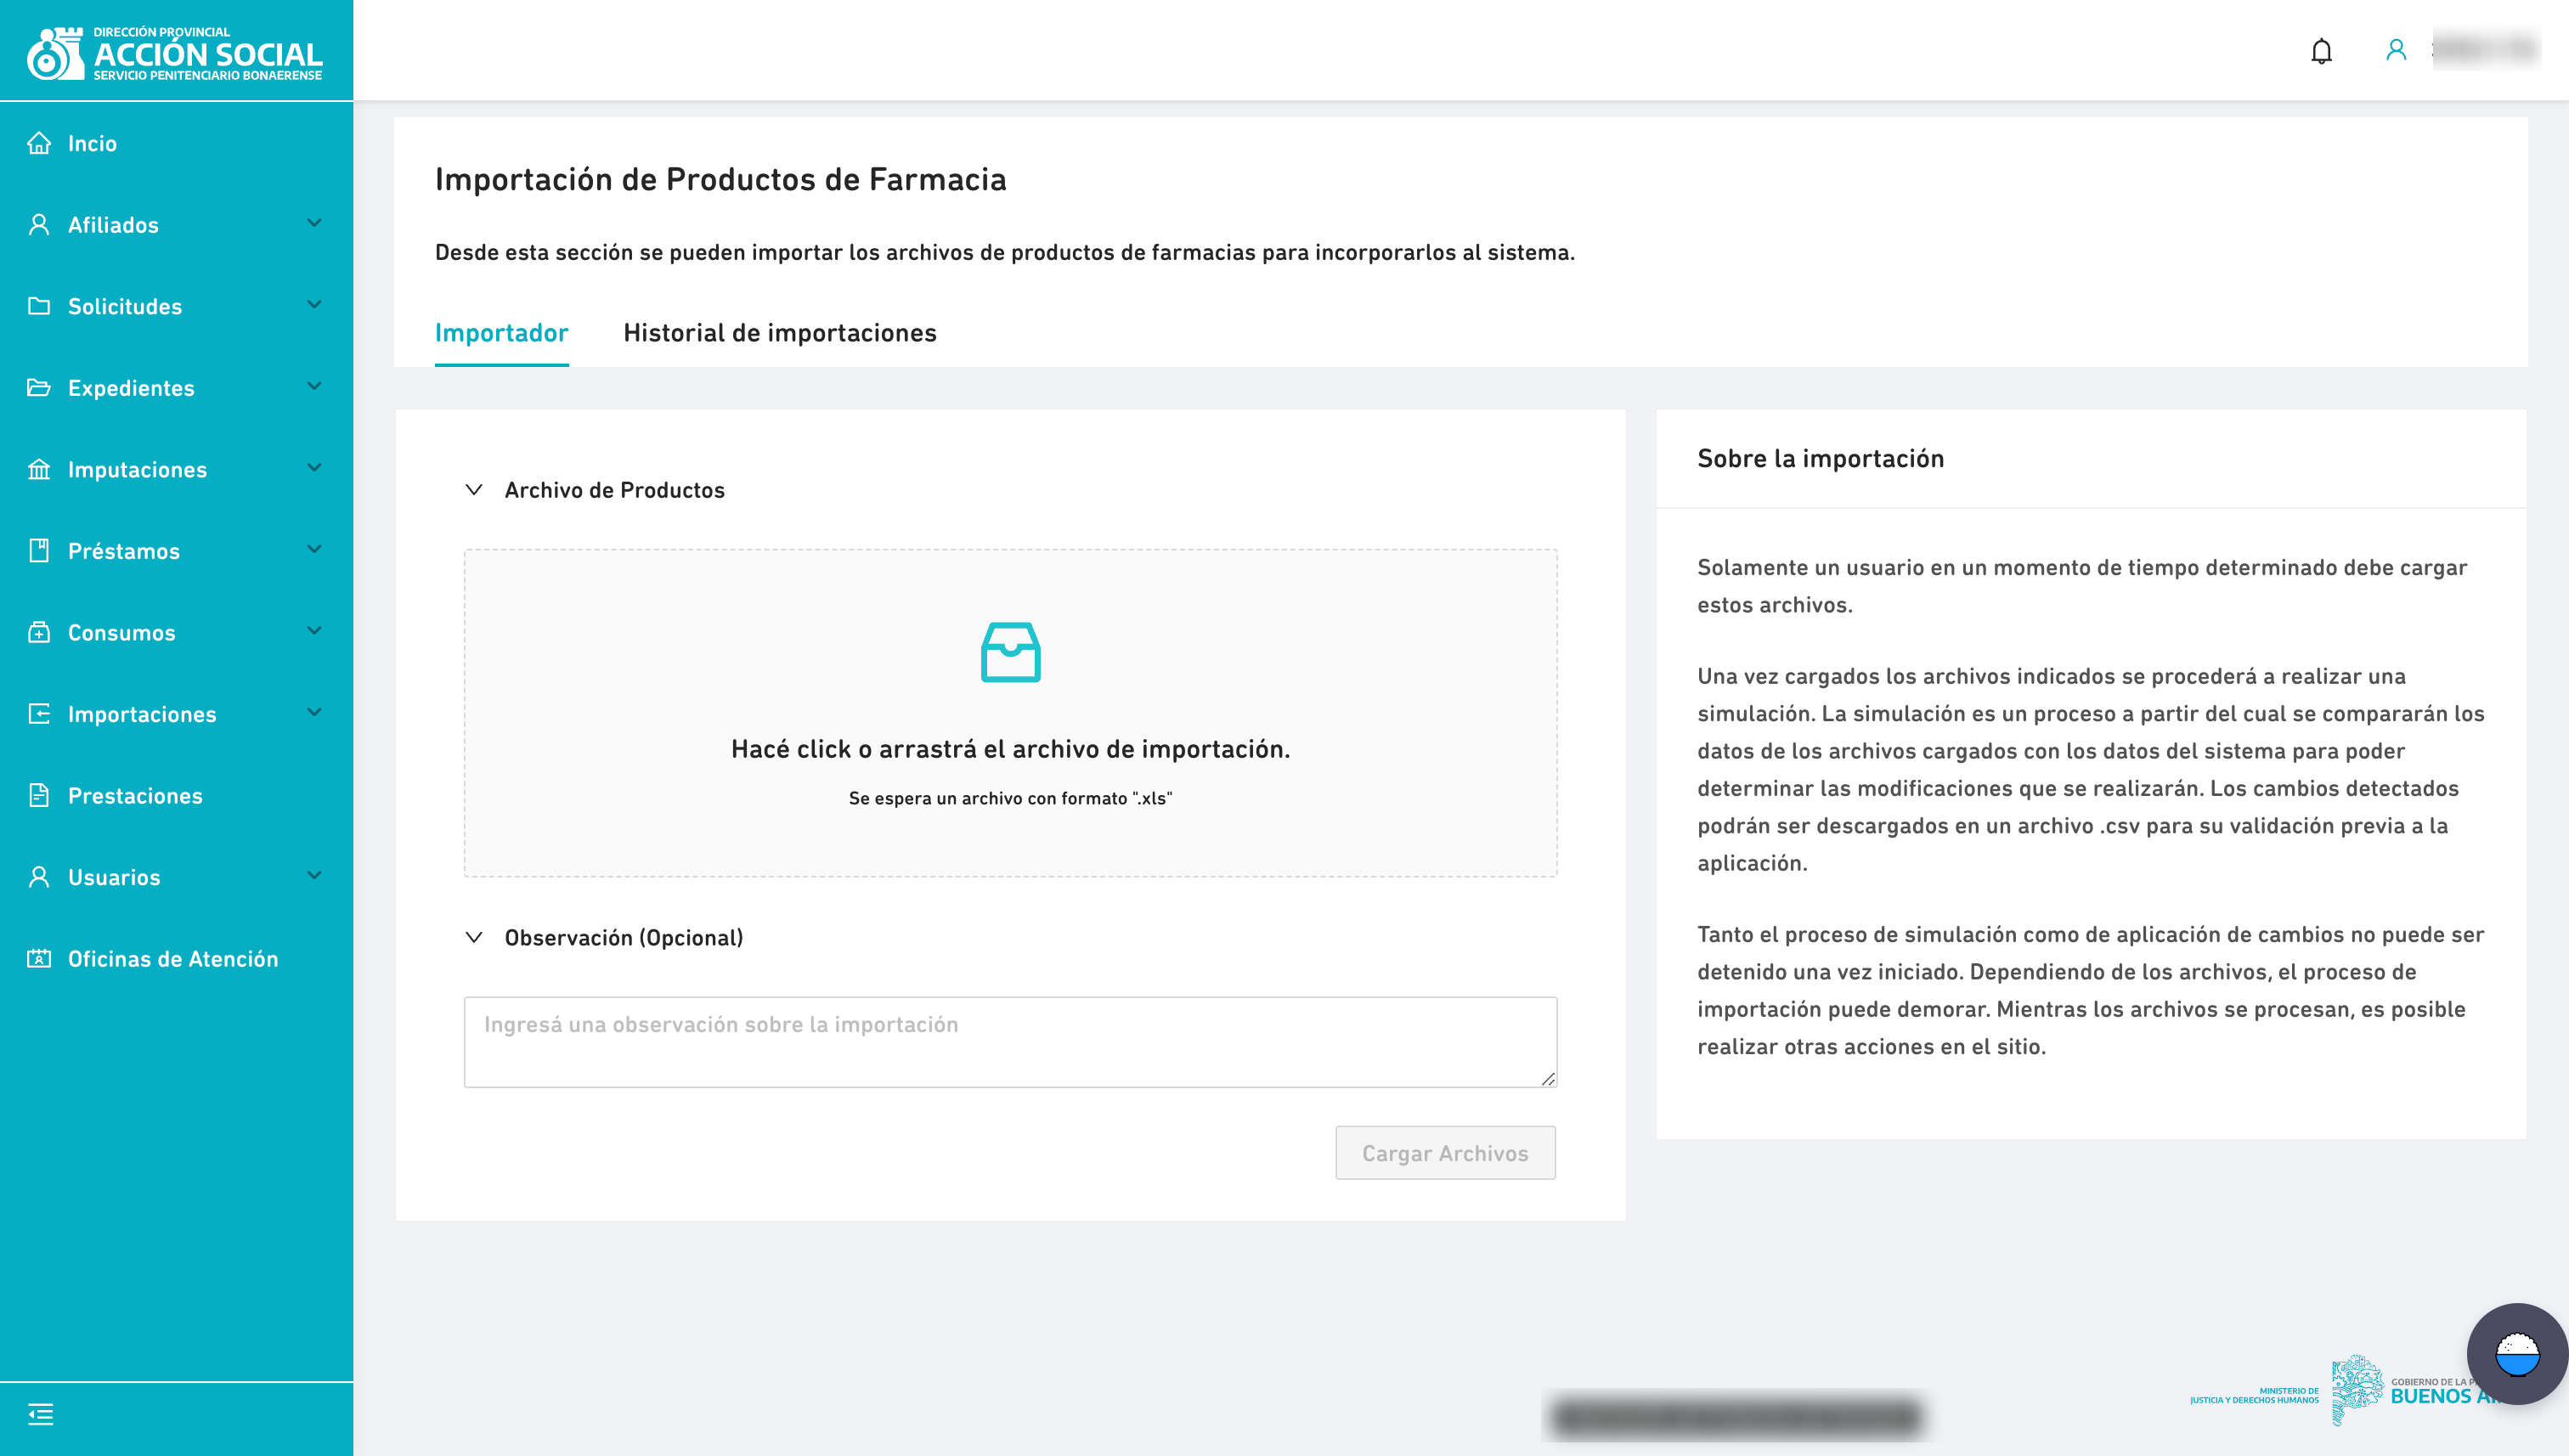 DIRECCIÓN PROVINCIAL
ACCIÓN SOCIAL
SERVICIO PENITENCIARIO BONAERENSE
Incio
Afiliados
Solicitudes
Expedientes
Imputaciones
Préstamos
Consumos
Importaciones
Prestaciones
Usuarios
Oficinas de Atención
Importación de Productos de Farmacia
Desde esta sección se pueden importar los archivos de productos de farmacias para incorporarlos al sistema.
Importador
Historial de importaciones
Archivo de Productos
Hacé click o arrastrá el archivo de importación.
Se espera un archivo con formato ".xls"
Observación (Opcional)
Ingresá una observación sobre la importación
Cargar Archivos
Sobre la importación
Solamente un usuario en un momento de tiempo determinado debe cargar
estos archivos.
Una vez cargados los archivos indicados se procederá a realizar una
simulación. La simulación es un proceso a partir del cual se compararán los
datos de los archivos cargados con los datos del sistema para poder
determinar las modificaciones que se realizarán. Los cambios detectados
podrán ser descargados en un archivo .csv para su validación previa a la
aplicación.
Tanto el proceso de simulación como de aplicación de cambios no puede ser
detenido una vez iniciado. Dependiendo de los archivos, el proceso de
importación puede demorar. Mientras los archivos se procesan, es posible
realizar otras acciones en el sitio.
MINISTERIO DE
JUSTICIA Y DERECHOS HUMANOS
GOBIERNO DE LA
BUENOS